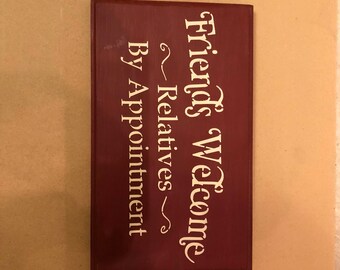 Friends Welcome
~ Relatives ~
By Appointment